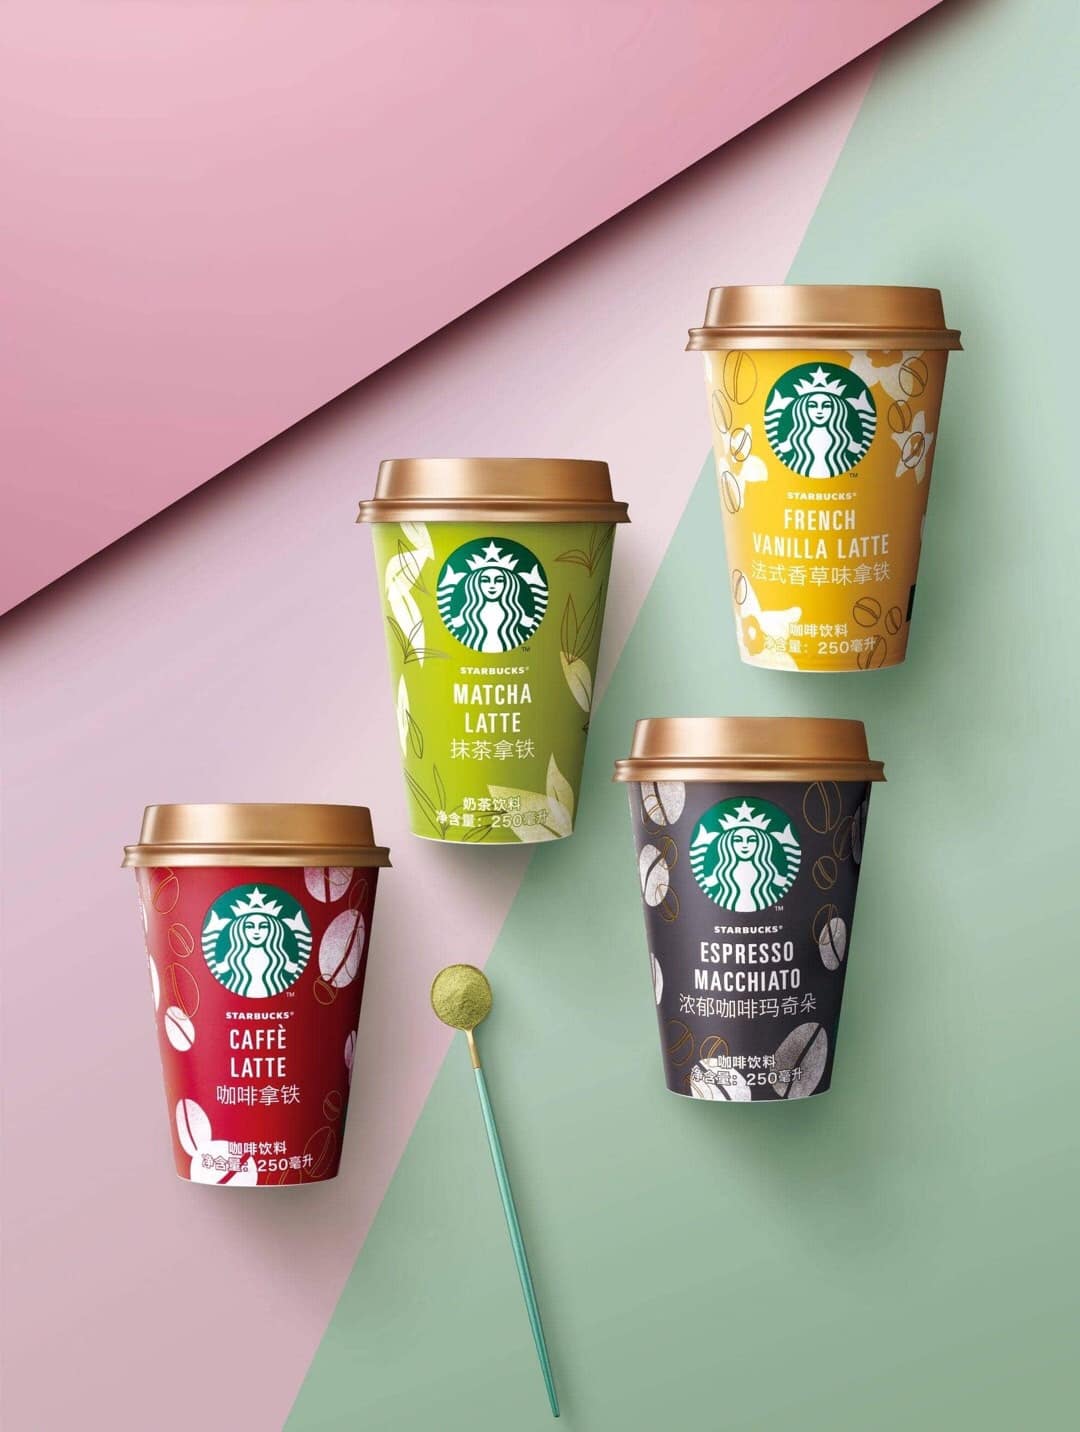 STARBUCKS®
FRENCH
VANILLA LATTE
法式香草味拿铁
咖啡饮料
净含量：250毫升
TM
STARBUCKS®
MATCHA
LATTE
抹茶拿铁
奶茶饮料
净含量：250毫升
TM
STARBUCKS®
ESPRESSO
MACCHIATO
浓郁咖啡玛奇朵
咖啡饮料
净含量：250毫升
TM
STARBUCKS®
CAFFÈ
LATTE
咖啡拿铁
咖啡饮料
净含量：250毫升
TM